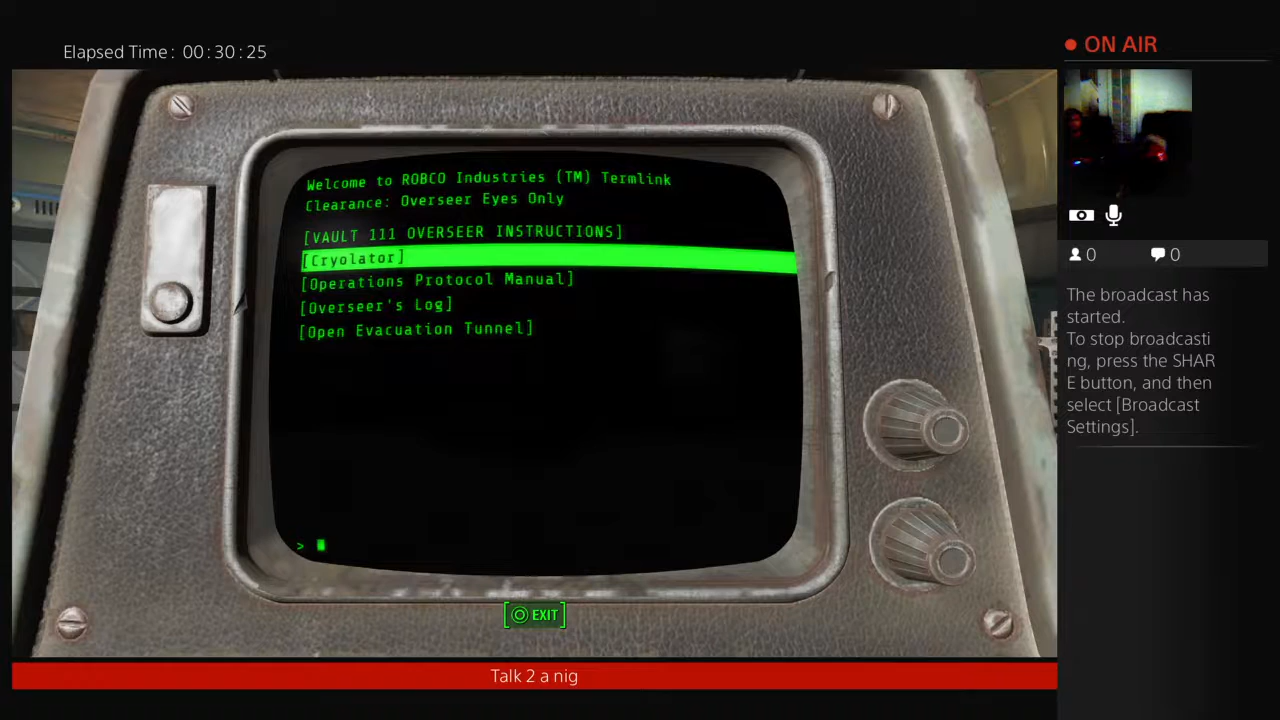 Elapsed Time: 00:30:25
ON AIR
Welcome to ROBCO Industries (TM) Termlink
Clearance: Overseer Eyes Only
[VAULT 111 OVERSEER INSTRUCTIONS]
[Cryolator]
[Operations Protocol Manual]
[Overseer's Log]
[Open Evacuation Tunnel]
>
EXIT
0
0
The broadcast has
started.
To stop broadcasti
ng, press the SHAR
E button, and then
select [Broadcast
Settings].
Talk 2 a nig